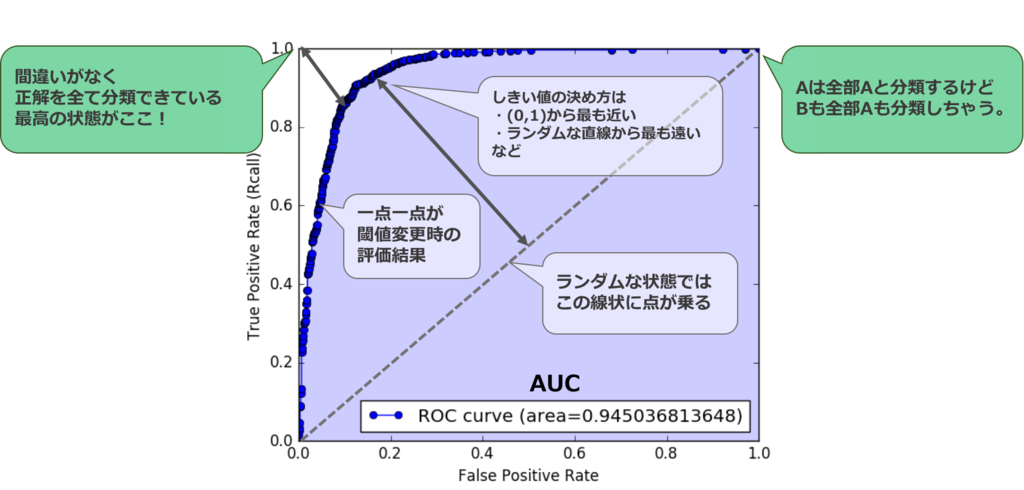 間違いがなく
正解を全て分類できている
最高の状態がここ！
Aは全部Aと分類するけど
Bも全部Aも分類しちゃう。
しきい値の決め方は
・(0,1)から最も近い
・ランダムな直線から最も遠い
など
一点一点が
閾値変更時の
評価結果
ランダムな状態では
この線状に点が乗る
AUC
ROC curve (area=0.945036813648)
True Positive Rate (Rcall)
1.0
0.8
0.6
0.4
0.2
0.0
0.0 0.2 0.4 0.6 0.8 1.0
False Positive Rate